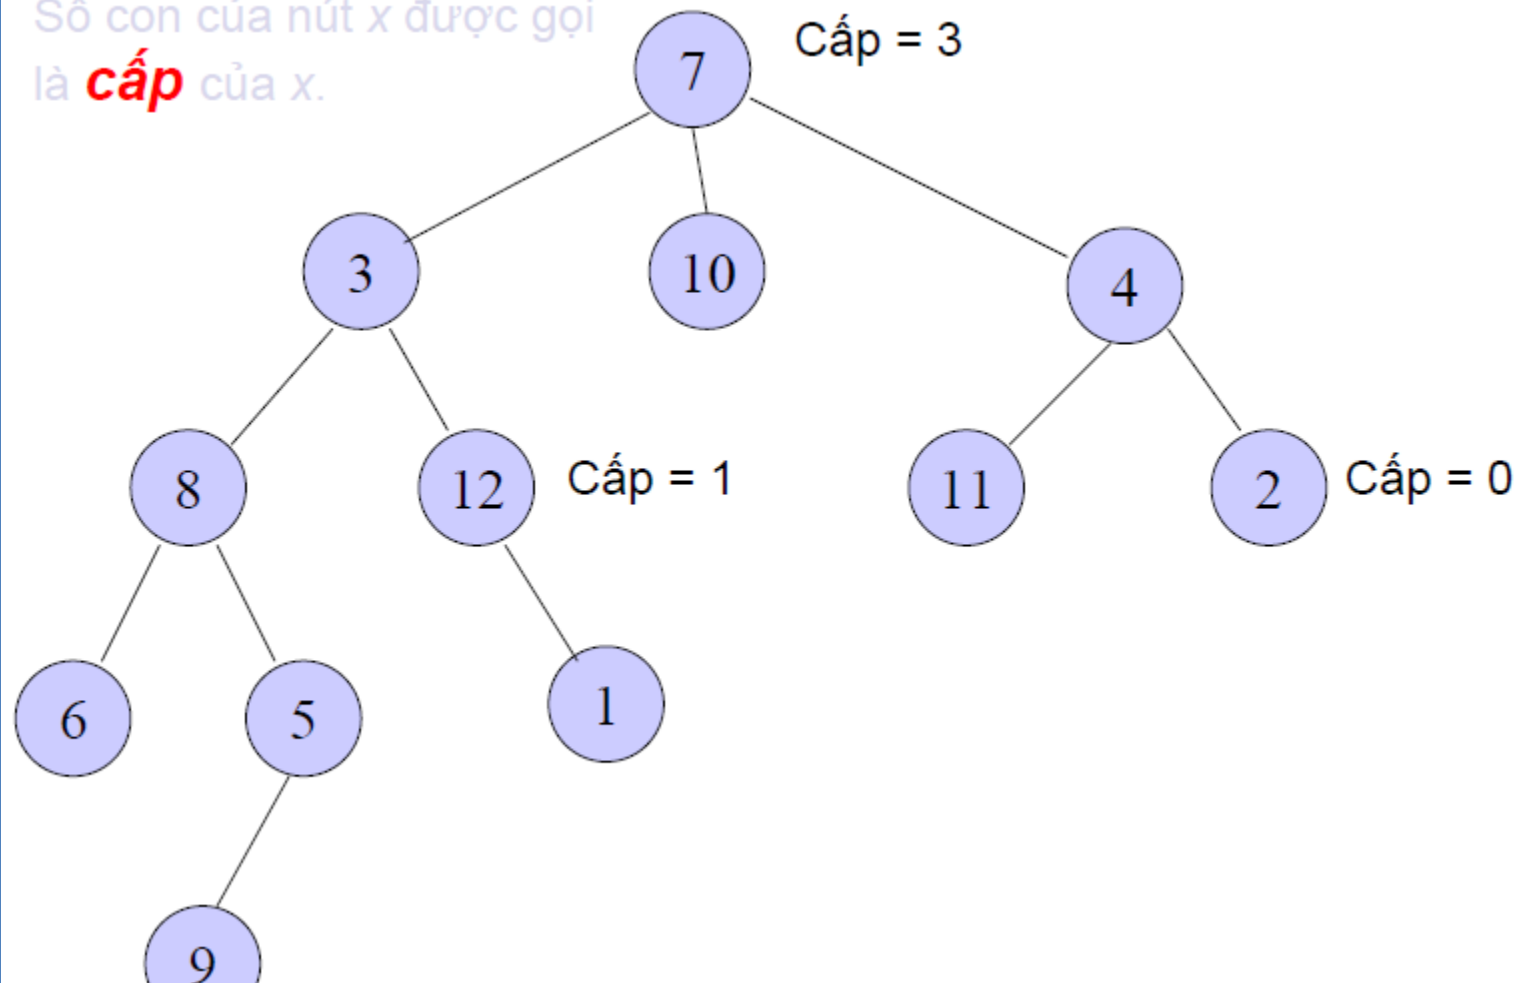 Số con của nút x được gọi
là cấp của x.
7
Cấp = 3
3
10
4
8
12
Cấp = 1
11
2
Cấp = 0
6
5
1
9